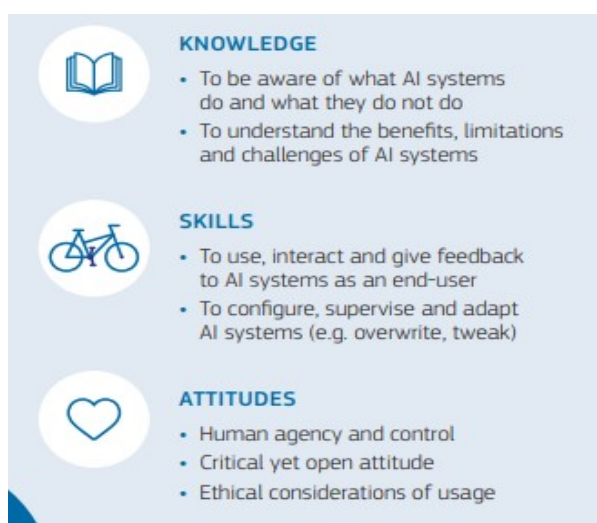 KNOWLEDGE
• To be aware of what AI systems
do and what they do not do
• To understand the benefits, limitations
and challenges of AI systems
SKILLS
• To use, interact and give feedback
to AI systems as an end-user
• To configure, supervise and adapt
AI systems (e.g. overwrite, tweak)
ATTITUDES
• Human agency and control
• Critical yet open attitude
• Ethical considerations of usage